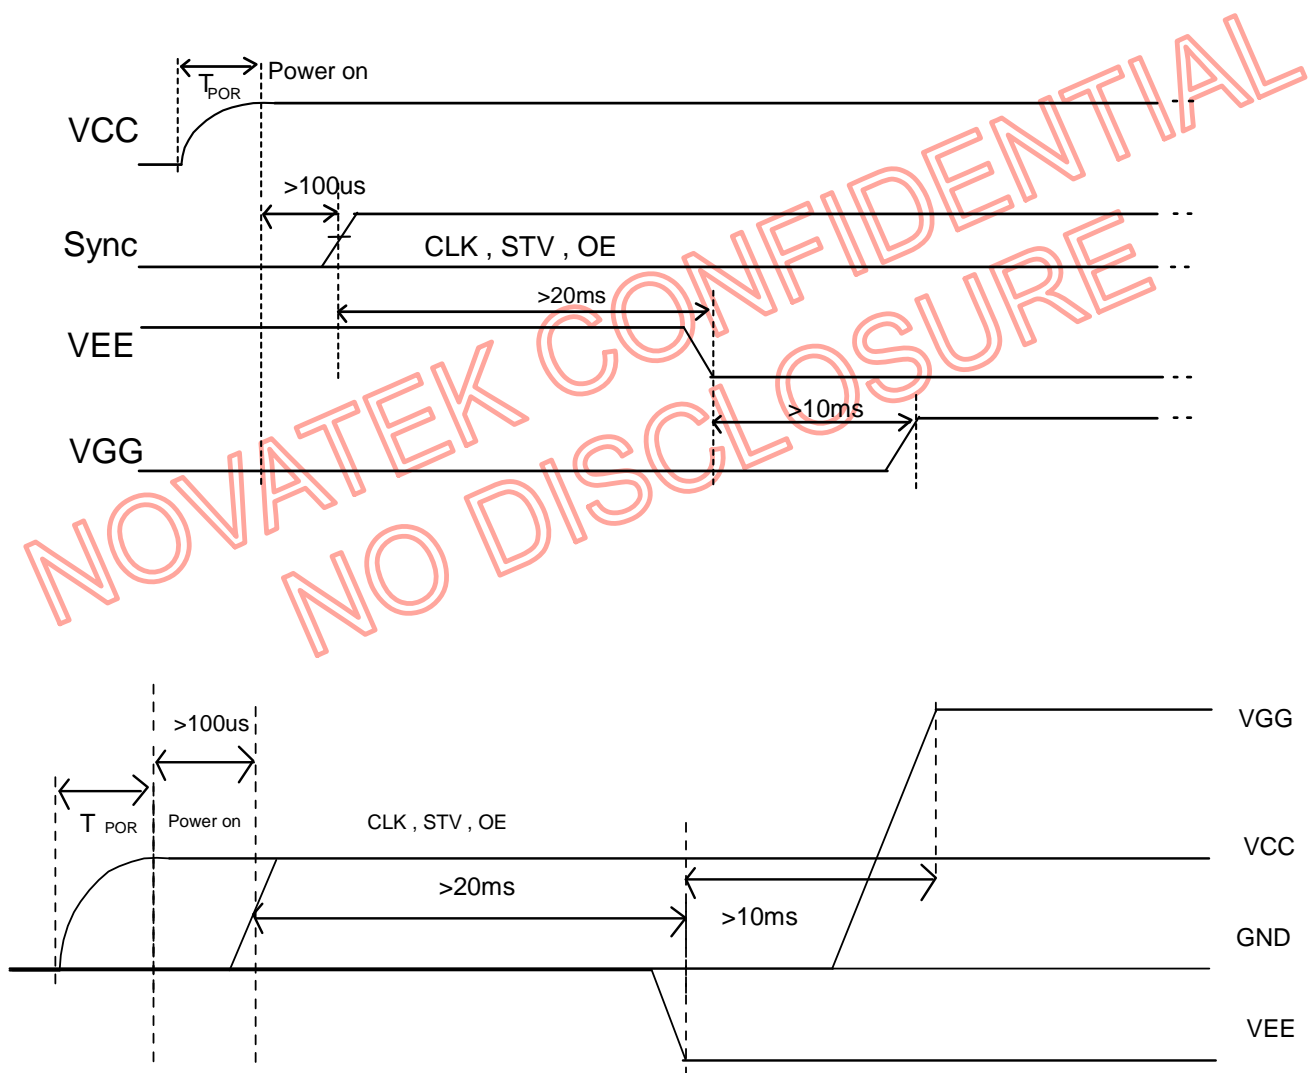 Power on
TPOR
VCC
>100us
Sync
CLK , STV , OE
>20ms
VEE
>10ms
VGG
NOVATEK CONFIDENTIAL
NO DISCLOSURE
VGG
>100us
T POR
Power on
CLK , STV , OE
VCC
>20ms
>10ms
GND
VEE